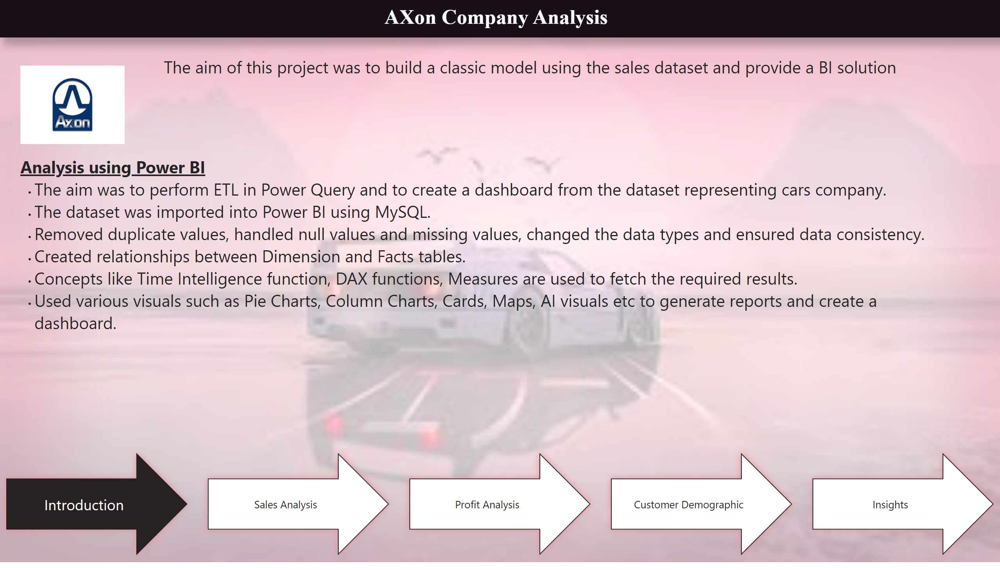 AXon Company Analysis
The aim of this project was to build a classic model using the sales dataset and provide a BI solution
Axon
Analysis using Power BI
• The aim was to perform ETL in Power Query and to create a dashboard from the dataset representing cars company.
• The dataset was imported into Power BI using MySQL.
• Removed duplicate values, handled null values and missing values, changed the data types and ensured data consistency.
• Created relationships between Dimension and Facts tables.
• Concepts like Time Intelligence function, DAX functions, Measures are used to fetch the required results.
• Used various visuals such as Pie Charts, Column Charts, Cards, Maps, AI visuals etc to generate reports and create a
dashboard.
Introduction
Sales Analysis
Profit Analysis
Customer Demographic
Insights